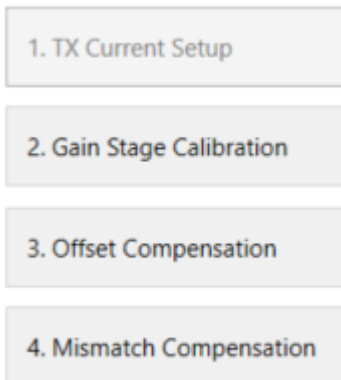 1. TX Current Setup
2. Gain Stage Calibration
3. Offset Compensation
4. Mismatch Compensation